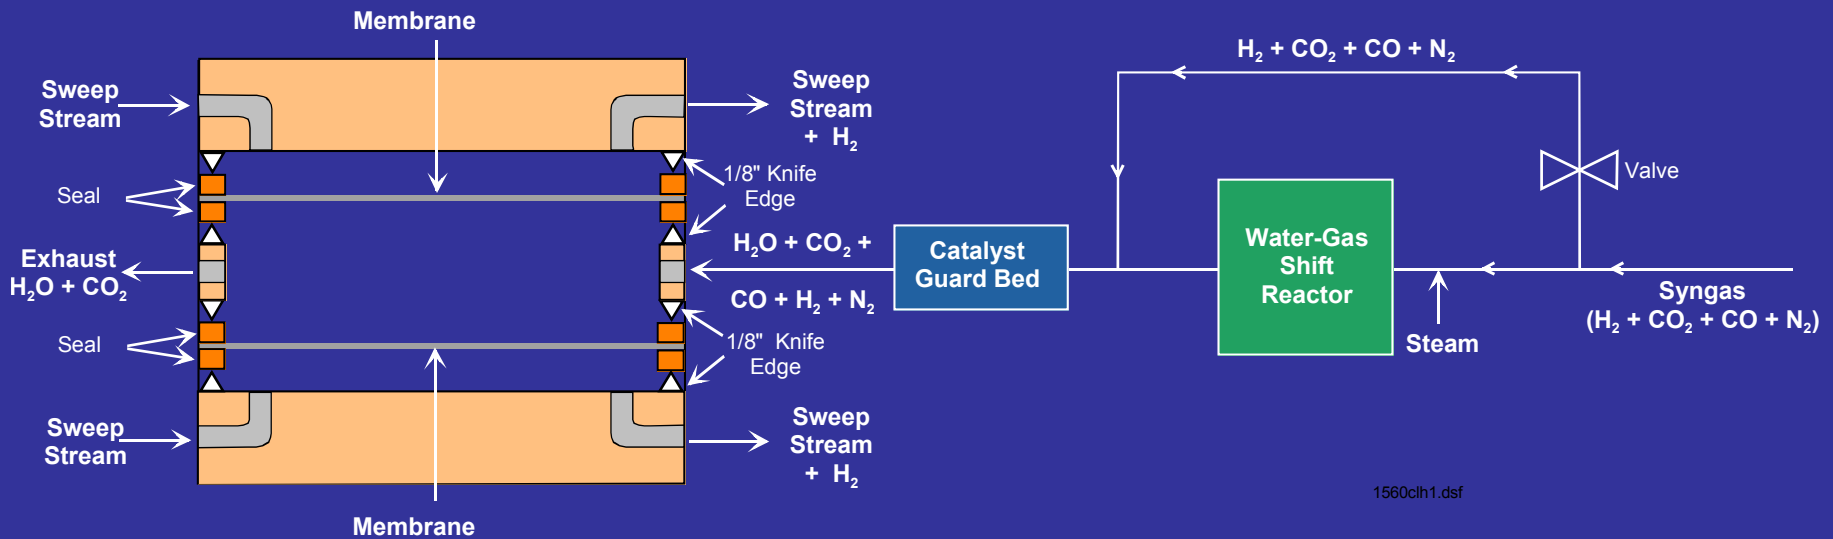 Membrane
Sweep
Stream
Sweep
Stream
+ H₂
Seal
1/8" Knife
Edge
Exhaust
H₂O + CO₂
H₂O + CO₂ +
CO + H₂ + N₂
Seal
1/8" Knife
Edge
Sweep
Stream
Sweep
Stream
+ H₂
Membrane
Catalyst
Guard Bed
H₂ + CO₂ + CO + N₂
Valve
Water-Gas
Shift
Reactor
Steam
Syngas
(H₂ + CO₂ + CO + N₂)
1560clh1.dsf